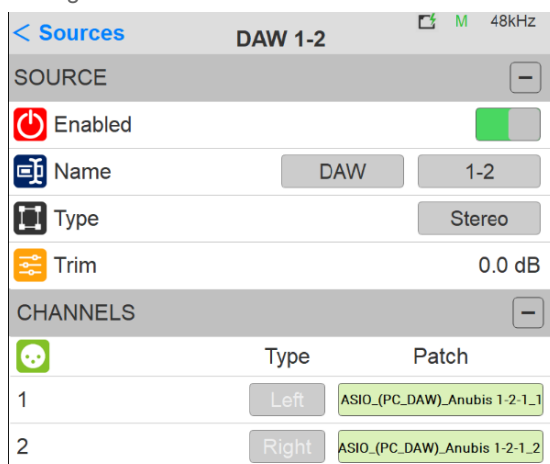 < Sources DAW 1-2 M 48kHz
SOURCE
Enabled
Name DAW 1-2
Type Stereo
Trim 0.0 dB
CHANNELS
Type Patch
1 Left ASIO_(PC_DAW)_Anubis 1-2-1_1
2 Right ASIO_(PC_DAW)_Anubis 1-2-1_2